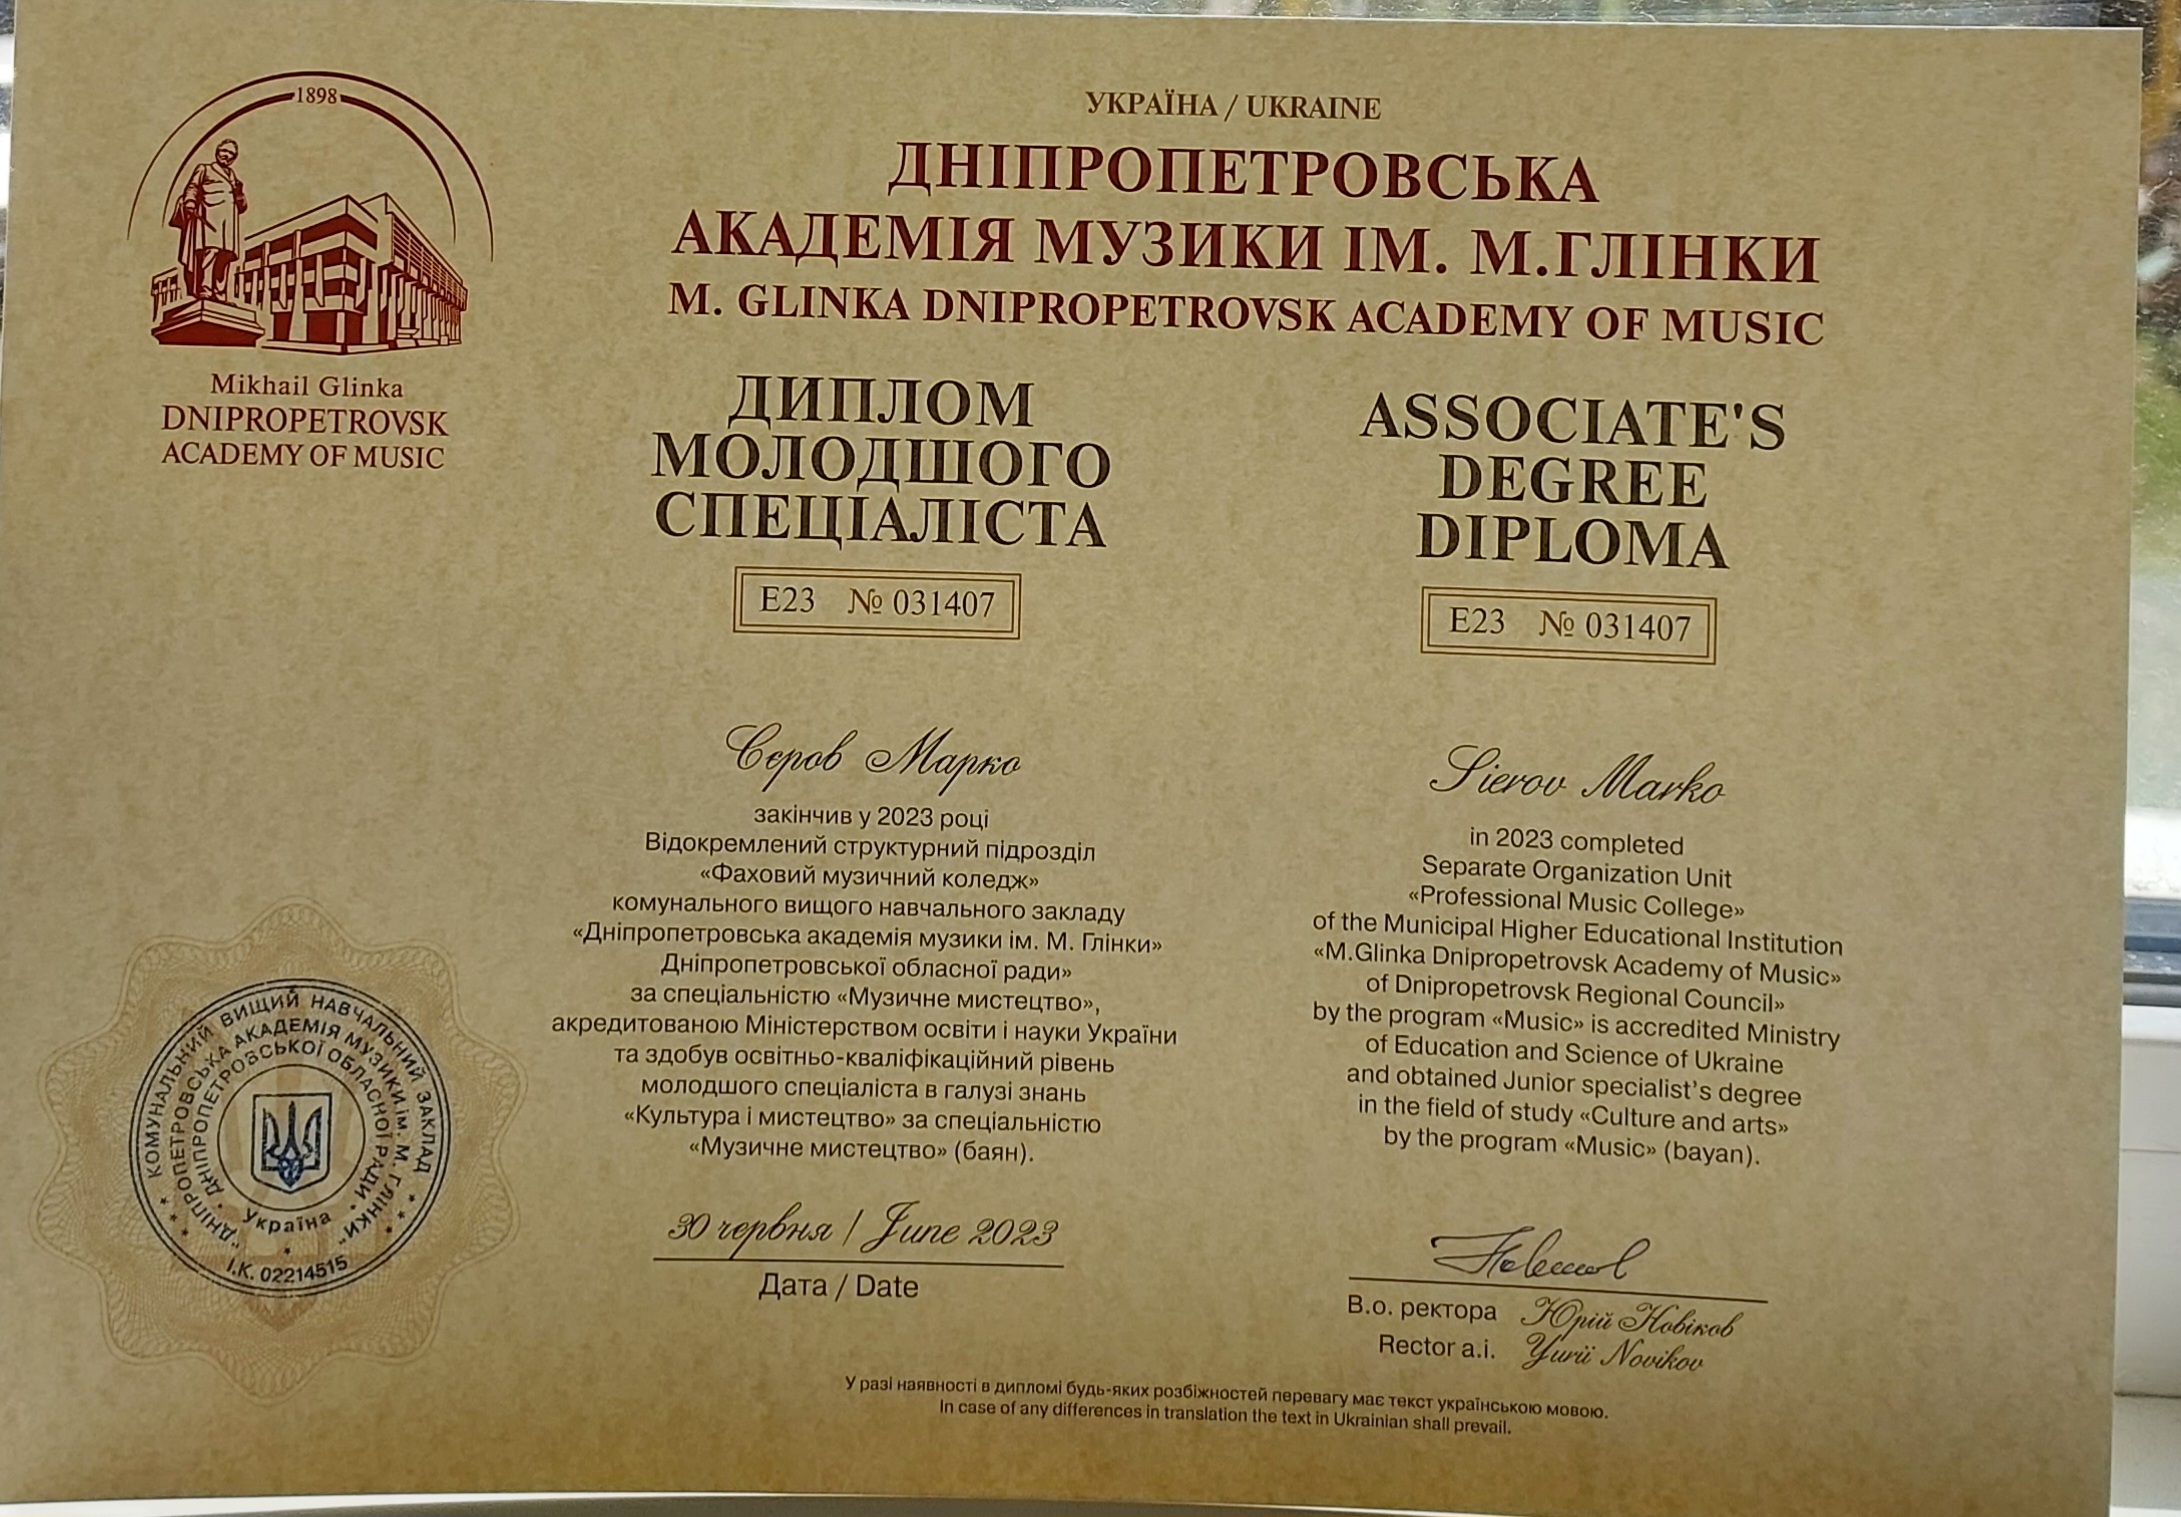 1898
Mikhail Glinka
DNIPROPETROVSK
ACADEMY OF MUSIC
УКРАЇНА / UKRAINE
ДНІПРОПЕТРОВСЬКА
АКАДЕМІЯ МУЗИКИ ІМ. М.ГЛІНКИ
M. GLINKA DNIPROPETROVSK ACADEMY OF MUSIC
ДИПЛОМ
МОЛОДШОГО
СПЕЦІАЛІСТА
E23 № 031407
Сєров Марко
закінчив у 2023 році
Відокремлений структурний підрозділ
«Фаховий музичний коледж»
комунального вищого навчального закладу
«Дніпропетровська академія музики ім. М. Глінки»
Дніпропетровської обласної ради»
за спеціальністю «Музичне мистецтво»,
акредитованою Міністерством освіти і науки України
та здобув освітньо-кваліфікаційний рівень
молодшого спеціаліста в галузі знань
«Культура і мистецтво» за спеціальністю
«Музичне мистецтво» (баян).
30 червня / June 2023
Дата / Date
ASSOCIATE'S
DEGREE
DIPLOMA
E23 № 031407
Sierov Marko
in 2023 completed
Separate Organization Unit
«Professional Music College»
of the Municipal Higher Educational Institution
«M.Glinka Dnipropetrovsk Academy of Music»
of Dnipropetrovsk Regional Council»
by the program «Music» is accredited Ministry
of Education and Science of Ukraine
and obtained Junior specialist's degree
in the field of study «Culture and arts»
by the program «Music» (bayan).
В.о. ректора Юрій Новіков
Rector a.i. Yurii Novikov
КОМУНАЛЬНИЙ ВИЩИЙ НАВЧАЛЬНИЙ ЗАКЛАД
"ДНІПРОПЕТРОВСЬКА АКАДЕМІЯ МУЗИКИ ім. М. ГЛІНКИ"
ДНІПРОПЕТРОВСЬКОЇ ОБЛАСНОЇ РАДИ
Україна
І.К. 02214515
У разі наявності в дипломі будь-яких розбіжностей перевагу має текст українською мовою.
In case of any differences in translation the text in Ukrainian shall prevail.